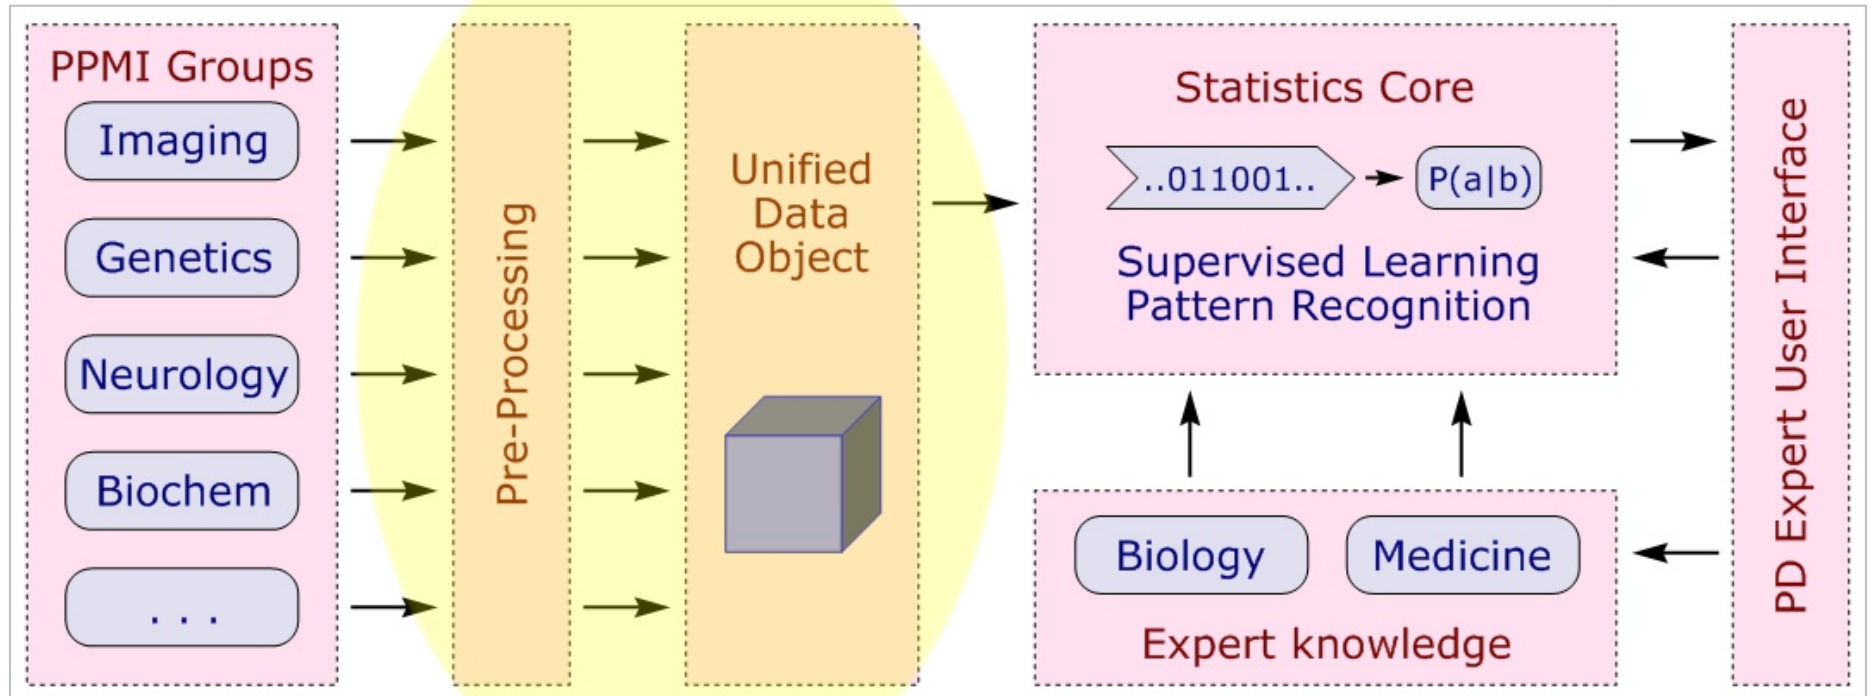 PPMI Groups
Imaging
Genetics
Neurology
Biochem
. . .
Pre-Processing
Unified
Data
Object
Statistics Core
..011001..
P(a|b)
Supervised Learning
Pattern Recognition
Biology
Medicine
Expert knowledge
PD Expert User Interface